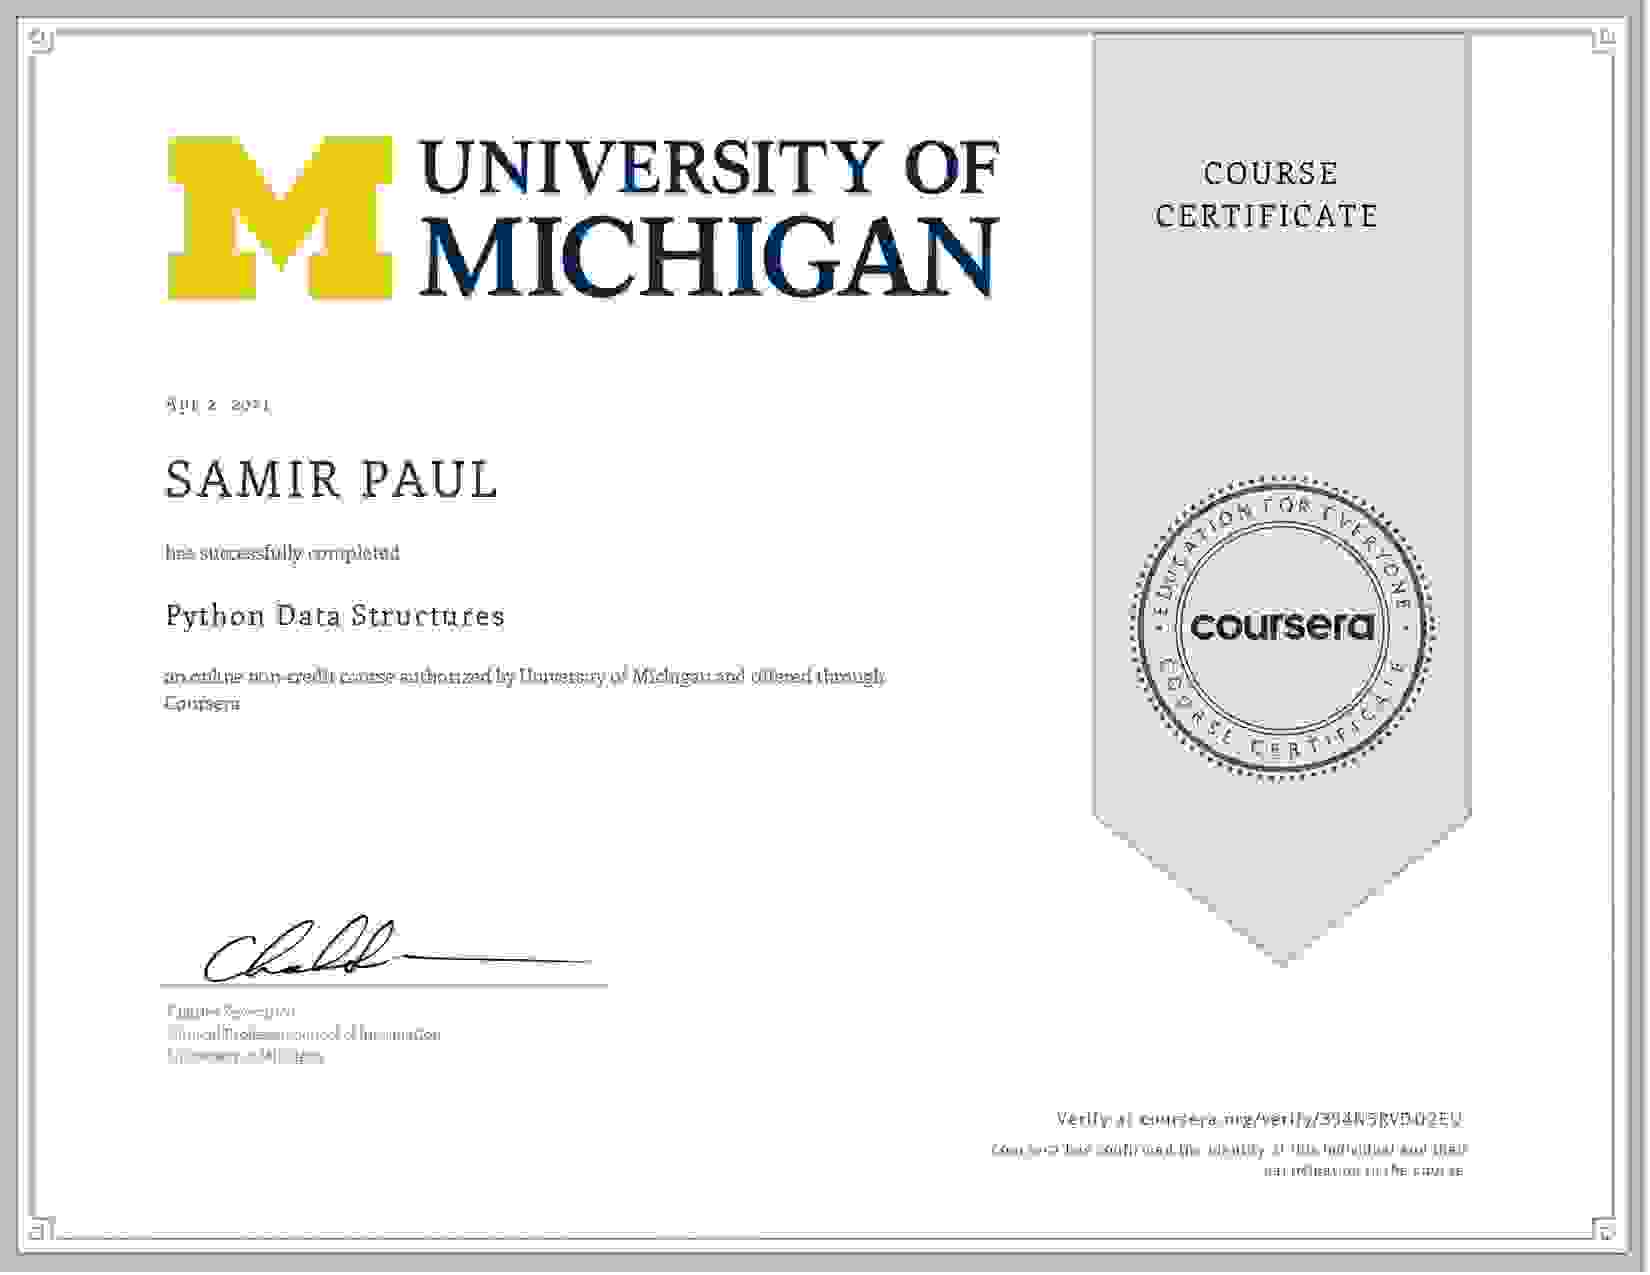 UNIVERSITY OF
MICHIGAN
COURSE
CERTIFICATE
Apr 2, 2021
SAMIR PAUL
has successfully completed
Python Data Structures
an online non-credit course authorized by University of Michigan and offered through
Coursera
EDUCATION FOR EVERYONE
coursera
COURSE CERTIFICATE
Clinical Professor, School of Information
University of Michigan
Verify at coursera.org/verify/
Coursera has confirmed the identity of this individual and their
participation in the course.